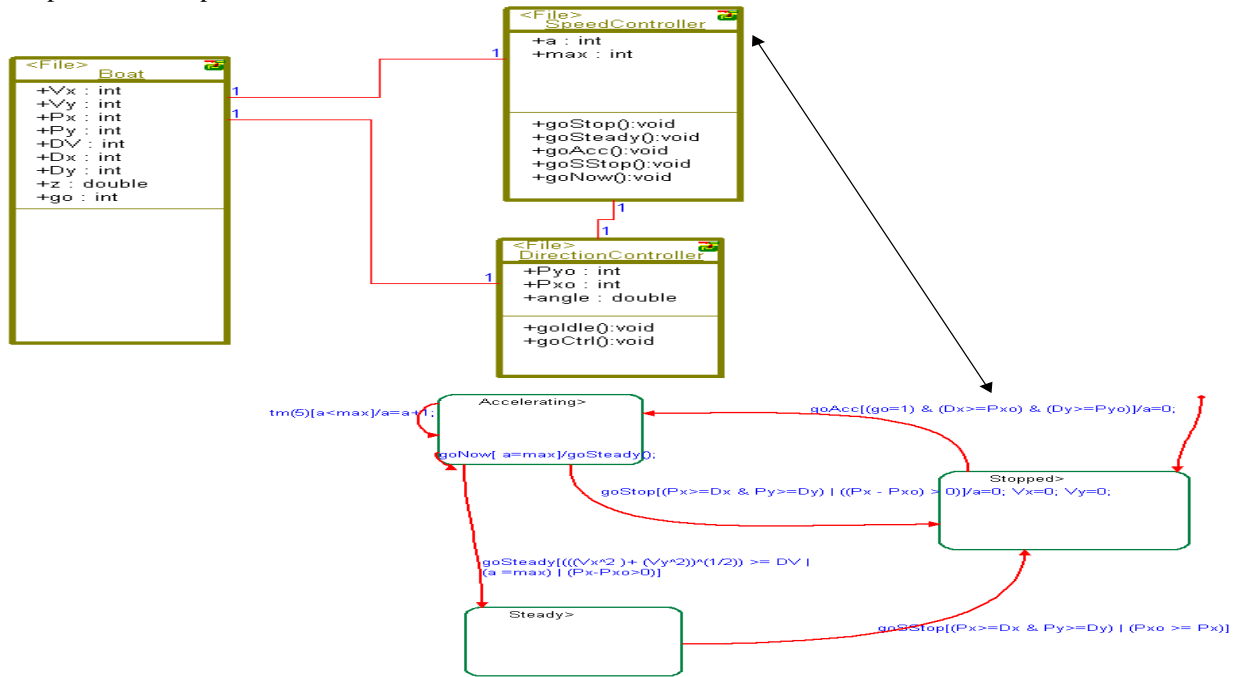 <File>
SpeedController
+a : int
+max : int
+goStop():void
+goSteady():void
+goAcc():void
+goSStop():void
+goNow():void
<File>
Boat
+Vx : int
+Vy : int
+Px : int
+Py : int
+DV : int
+Dx : int
+Dy : int
+z : double
+go : int
1
1
1
1
1
1
<File>
DirectionController
+Pyo : int
+Pxo : int
+angle : double
+goIdle():void
+goCtrl():void
Accelerating>
tm(5)[a<max]/a=a+1;
goAcc[(go=1) & (Dx>=Pxo) & (Dy>=Pyo)]/a=0;
goNow[ a=max]/goSteady();
Stopped>
goStop[(Px>=Dx & Py>=Dy) | ((Px - Pxo) > 0)]/a=0; Vx=0; Vy=0;
goSteady[(((Vx^2 )+ (Vy^2))^(1/2)) >= DV |
(a =max) | (Px-Pxo>0)]
Steady>
goSStop[(Px>=Dx & Py>=Dy) | (Pxo >= Px)]